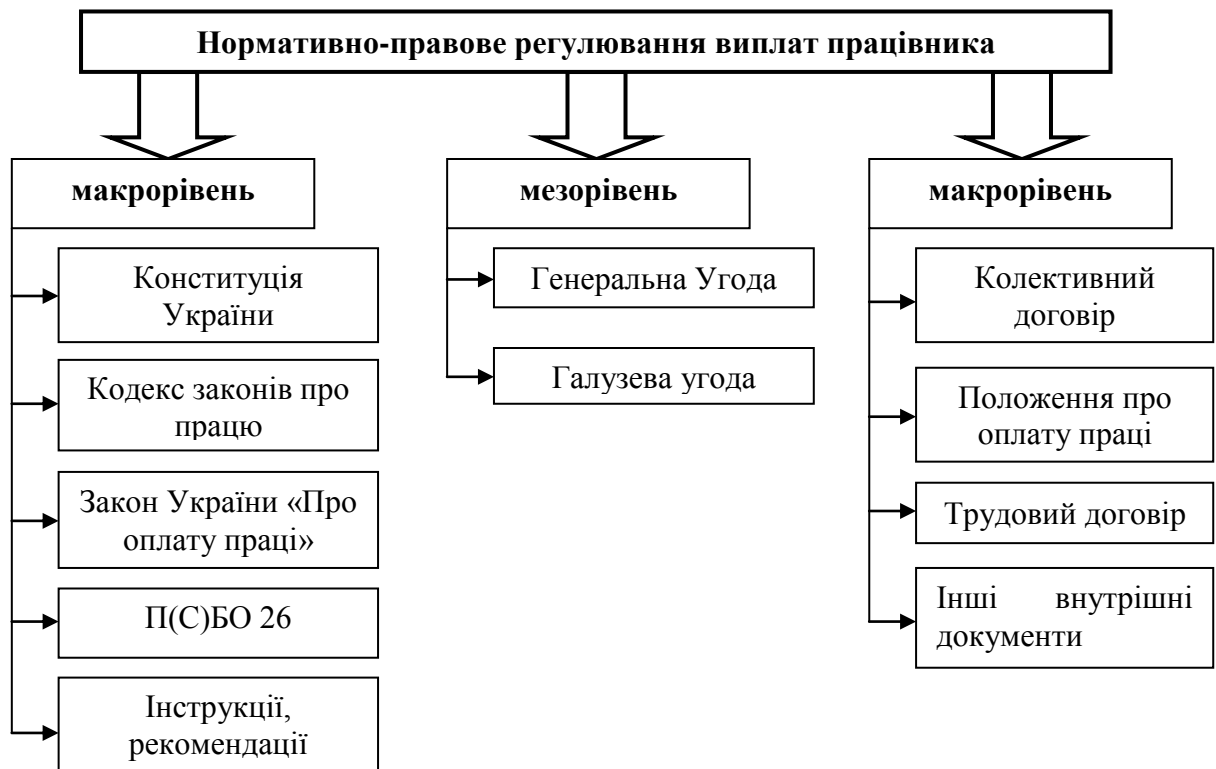 Нормативно-правове регулювання виплат працівника
макрорівень
Конституція
України
Кодекс законів про
працю
Закон України «Про
оплату праці»
П(С)БО 26
Інструкції,
рекомендації
мезорівень
Генеральна Угода
Галузева угода
макрорівень
Колективний
договір
Положення про
оплату праці
Трудовий договір
Інші внутрішні
документи